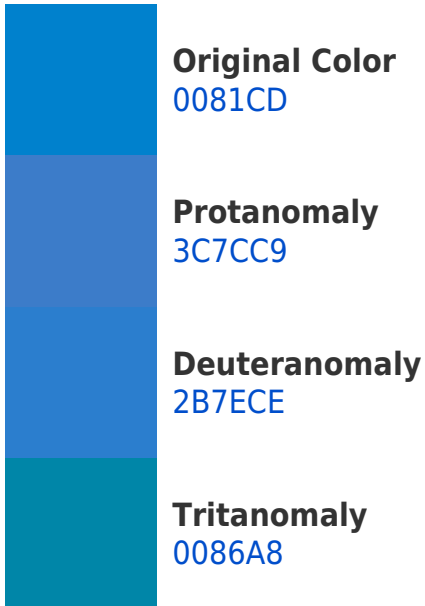 Original Color
0081CD
Protanomaly
3C7CC9
Deuteranomaly
2B7ECE
Tritanomaly
0086A8